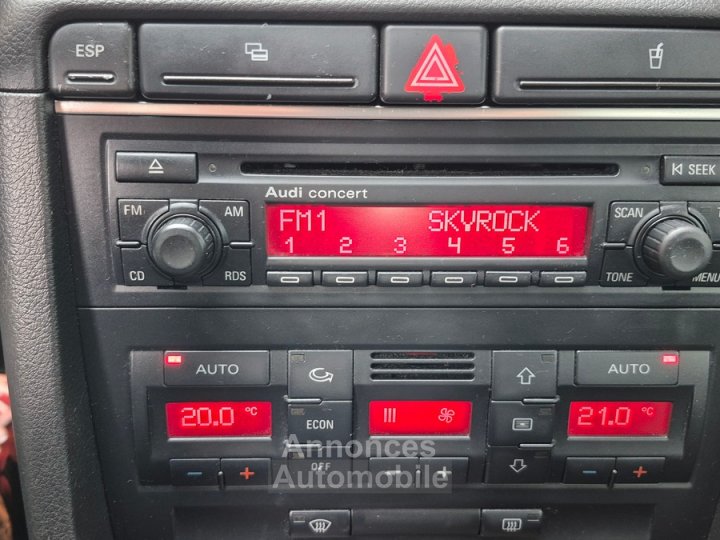 ESP
SEEK
Audi concert
FM AM
FM1 SKYROCK
1 2 3 4 5 6
CD RDS
SCAN
TONE MENU
AUTO AUTO
20.0 °C
21.0 °C
ECON
OFF
Annonces
Automobile